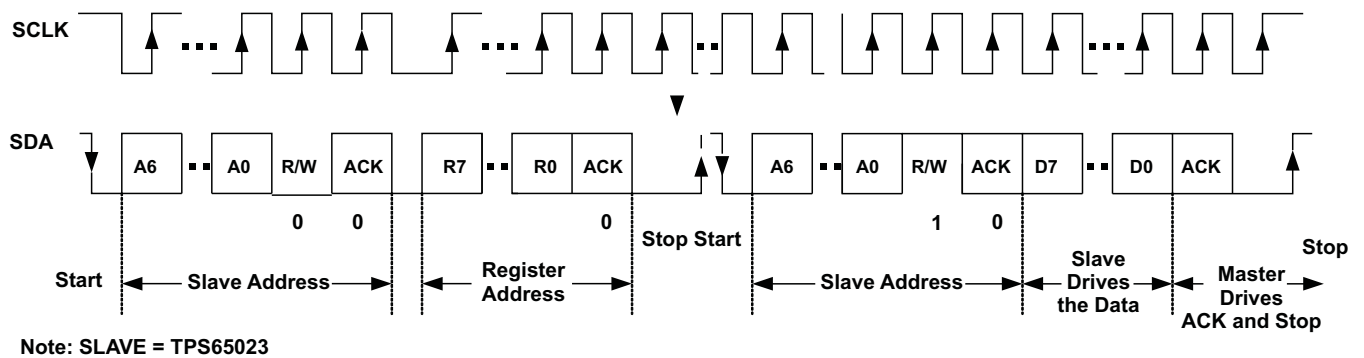 SCLK
SDA
A6 A0 R/W ACK R7 R0 ACK A6 A0 R/W ACK D7 D0 ACK
0 0 0 Stop Start 1 0
Start Slave Address Register Address Slave Address Slave Drives the Data Master Drives ACK and Stop Stop
Note: SLAVE = TPS65023